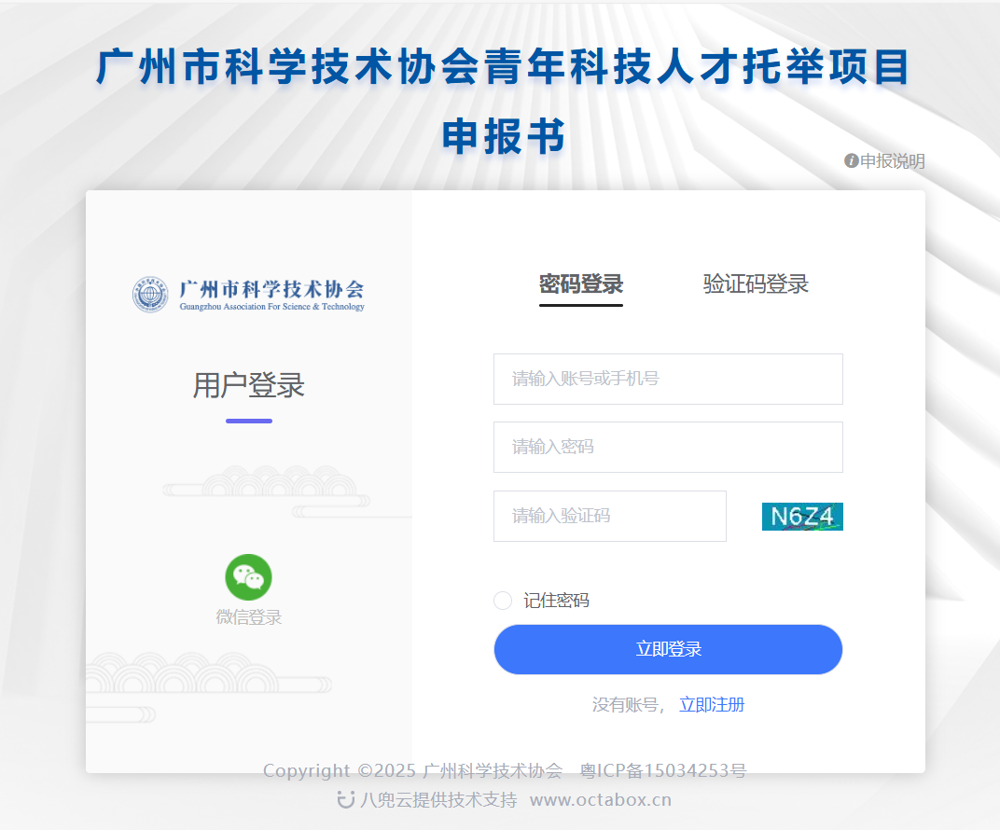 广州市科学技术协会青年科技人才托举项目
申报书
申报说明
广州市科学技术协会
Guangzhou Association For Science & Technology
用户登录
微信登录
密码登录 验证码登录
请输入账号或手机号
请输入密码
请输入验证码 N6Z4
记住密码
立即登录
没有账号， 立即注册
Copyright ©2025 广州科学技术协会 粤ICP备15034253号
八兜云提供技术支持 www.octabox.cn